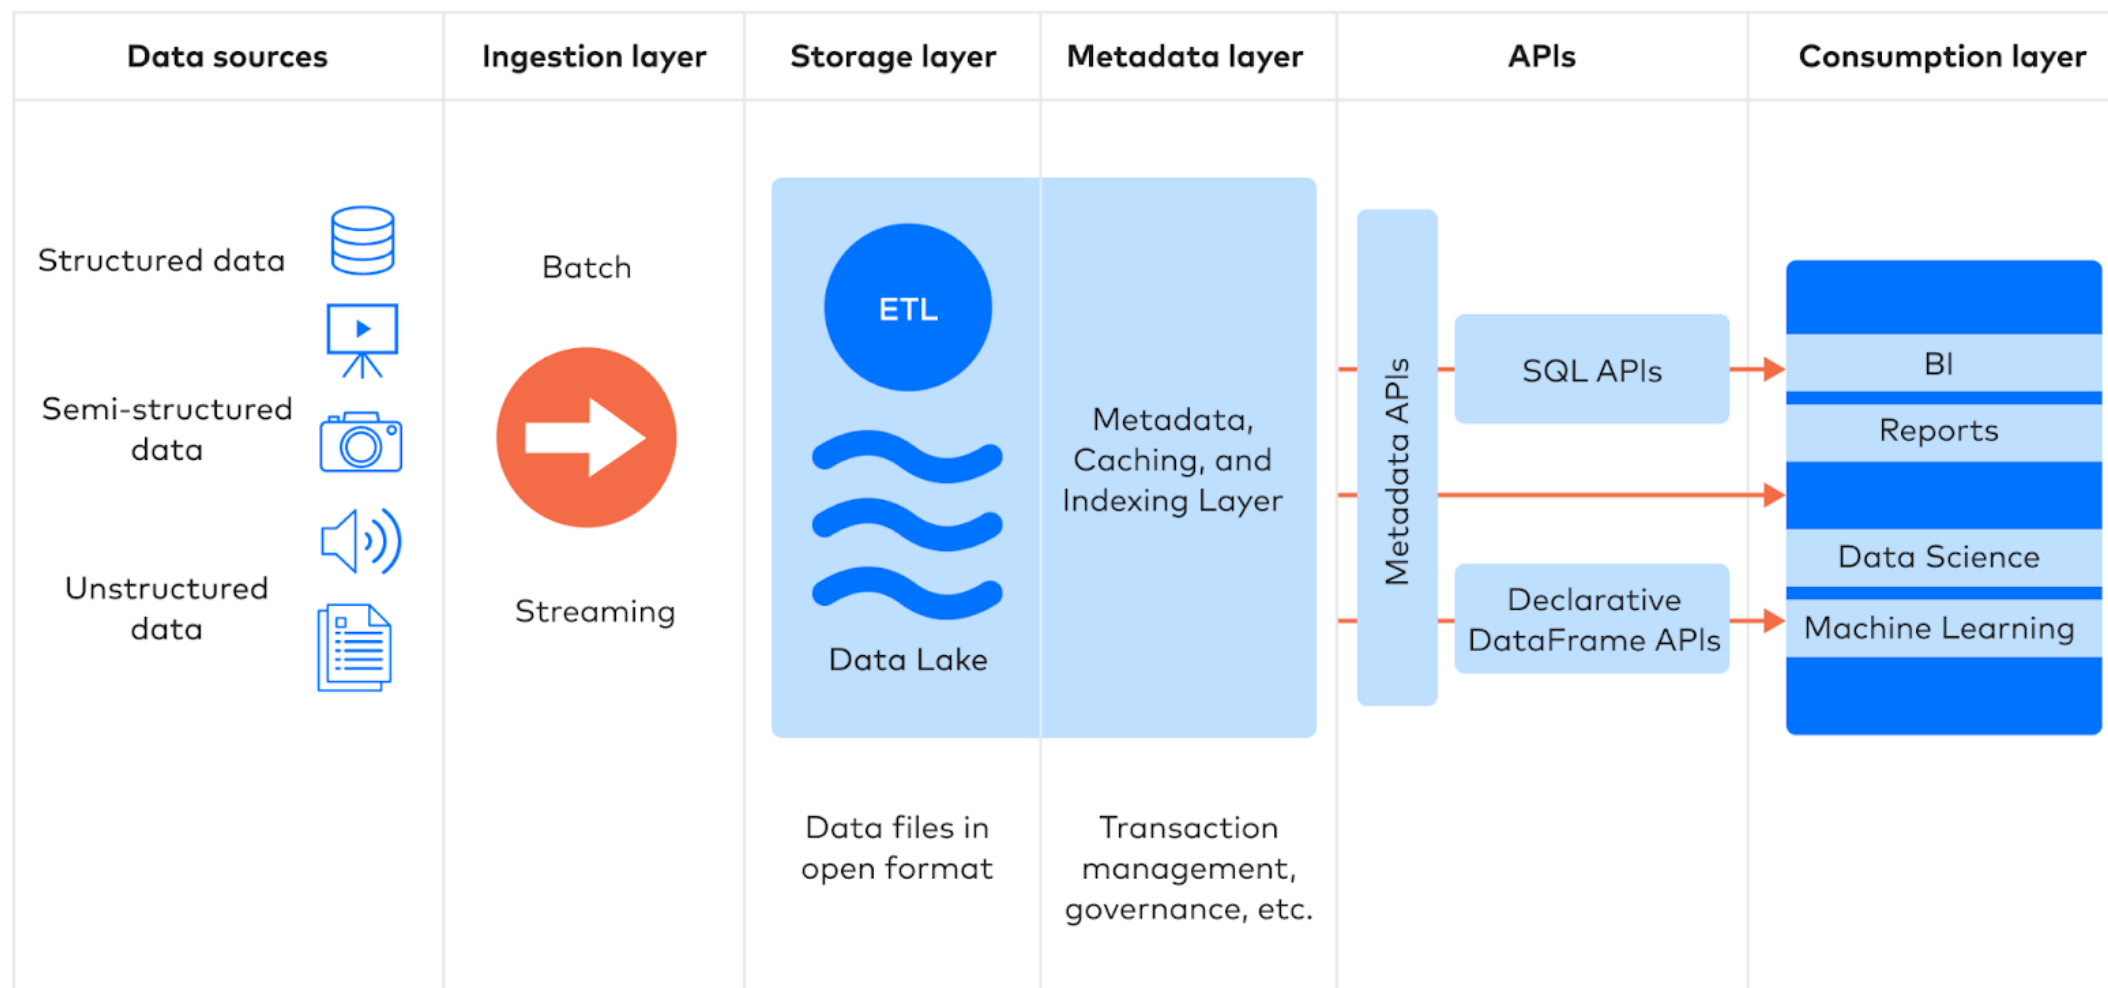 Data sources
Ingestion layer
Storage layer
Metadata layer
APIs
Consumption layer
Structured data
Semi-structured
data
Unstructured
data
Batch
Streaming
ETL
Data Lake
Data files in
open format
Metadata,
Caching, and
Indexing Layer
Transaction
management,
governance, etc.
Metadata APIs
SQL APIs
Declarative
DataFrame APIs
BI
Reports
Data Science
Machine Learning